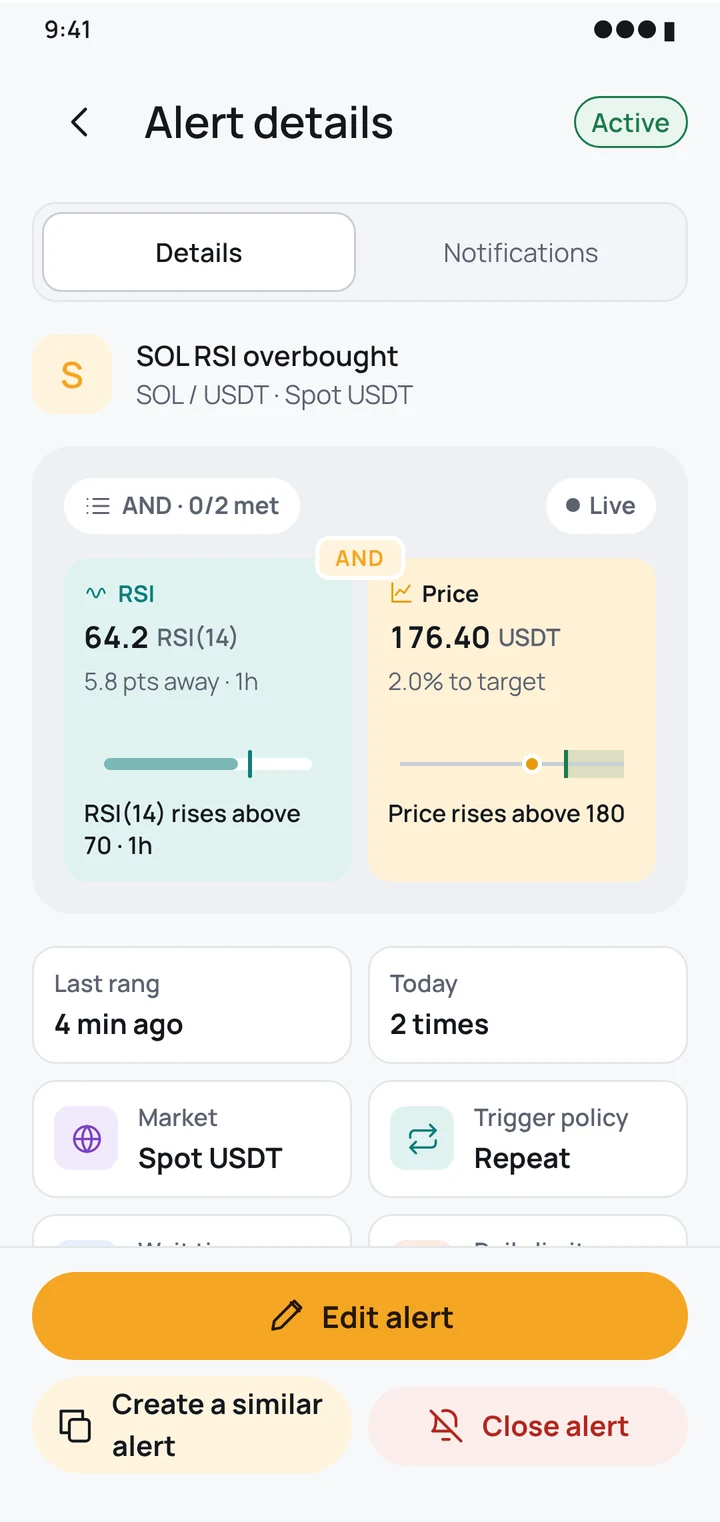 9:41
Alert details
Active
Details
Notifications
S
SOL RSI overbought
SOL / USDT · Spot USDT
AND · 0/2 met
Live
AND
RSI
64.2 RSI(14)
5.8 pts away · 1h
RSI(14) rises above
70 · 1h
Price
176.40 USDT
2.0% to target
Price rises above 180
Last rang
4 min ago
Today
2 times
Market
Spot USDT
Trigger policy
Repeat
Edit alert
Create a similar
alert
Close alert